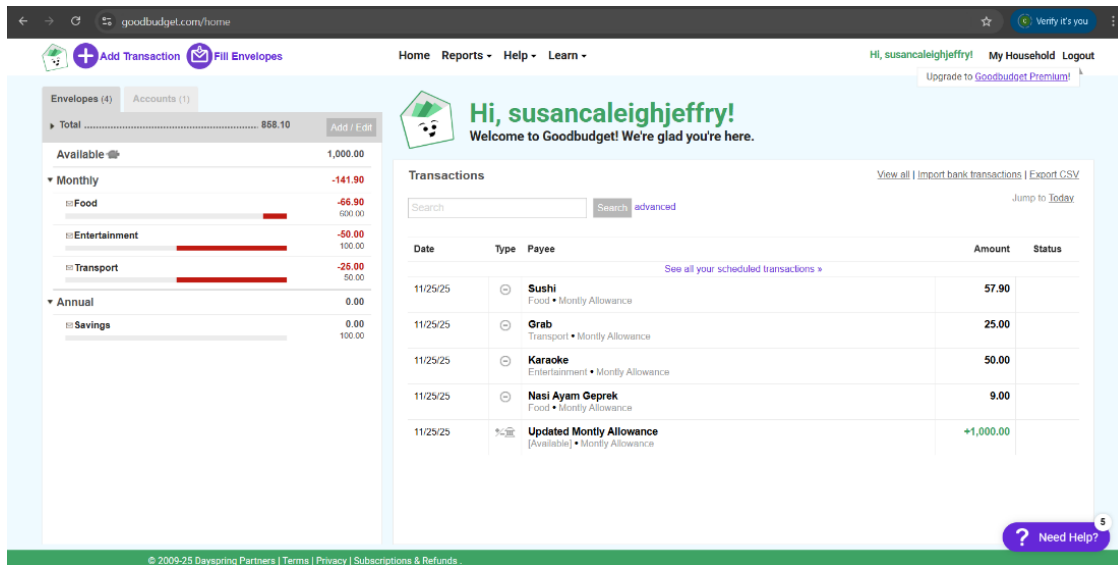 goodbudget.com/home
Verify it's you
Add Transaction Fill Envelopes Home Reports Help Learn Hi, susancaleighjeffry! My Household Logout
Upgrade to Goodbudget Premium!
Envelopes (4) Accounts (1)
Total ........................................................ 858.10 Add / Edit
Available 1,000.00
Monthly -141.90
Food -66.90
600.00
Entertainment -50.00
100.00
Transport -25.00
50.00
Annual 0.00
Savings 0.00
100.00
Hi, susancaleighjeffry!
Welcome to Goodbudget! We're glad you're here.
Transactions View all | Import bank transactions | Export CSV
Jump to Today
Search Search advanced
Date Type Payee Amount Status
See all your scheduled transactions »
11/25/25 Sushi 57.90
Food • Montly Allowance
11/25/25 Grab 25.00
Transport • Montly Allowance
11/25/25 Karaoke 50.00
Entertainment • Montly Allowance
11/25/25 Nasi Ayam Geprek 9.00
Food • Montly Allowance
11/25/25 Updated Montly Allowance +1,000.00
[Available] • Montly Allowance
5
? Need Help?
© 2009-25 Dayspring Partners | Terms | Privacy | Subscriptions & Refunds .